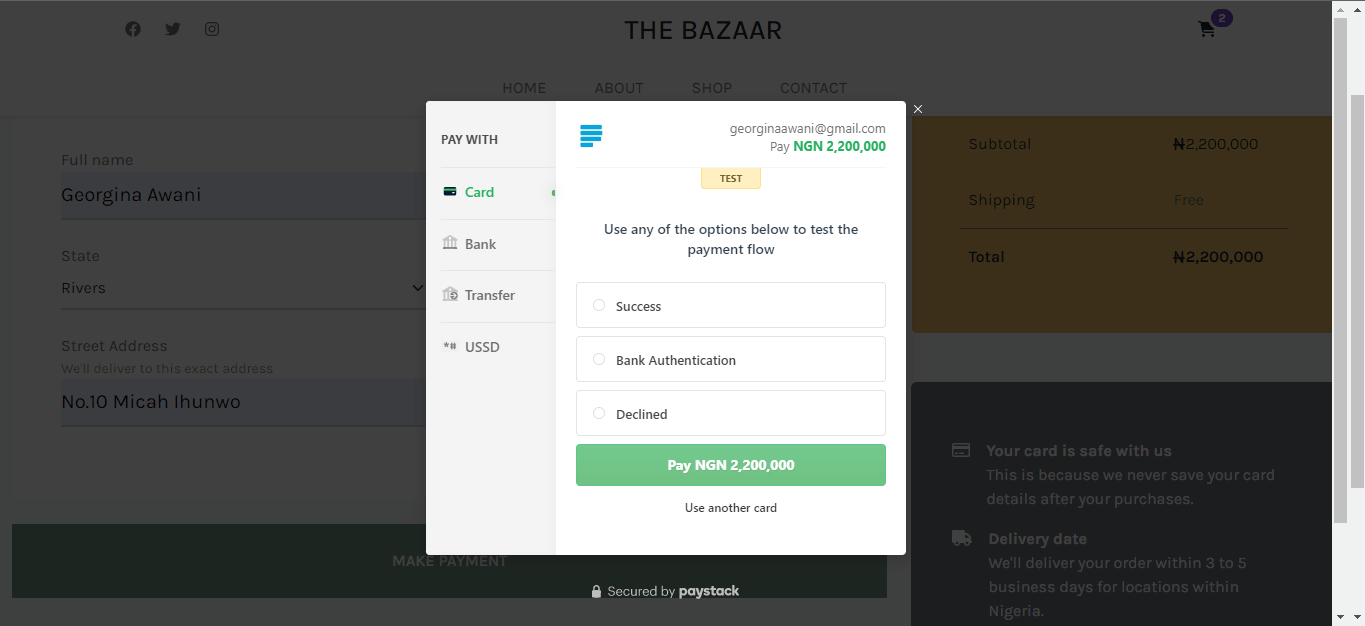 THE BAZAAR
2
HOME ABOUT SHOP CONTACT
Full name
Georgina Awani
State
Rivers
Street Address
We'll deliver to this exact address
No.10 Micah Ihunwo
MAKE PAYMENT
PAY WITH
Card
Bank
Transfer
*# USSD
georginaawani@gmail.com
Pay NGN 2,200,000
TEST
Use any of the options below to test the
payment flow
Success
Bank Authentication
Declined
Pay NGN 2,200,000
Use another card
Secured by paystack
Subtotal ₦2,200,000
Shipping Free
Total ₦2,200,000
Your card is safe with us
This is because we never save your card
details after your purchases.
Delivery date
We'll deliver your order within 3 to 5
business days for locations within
Nigeria.